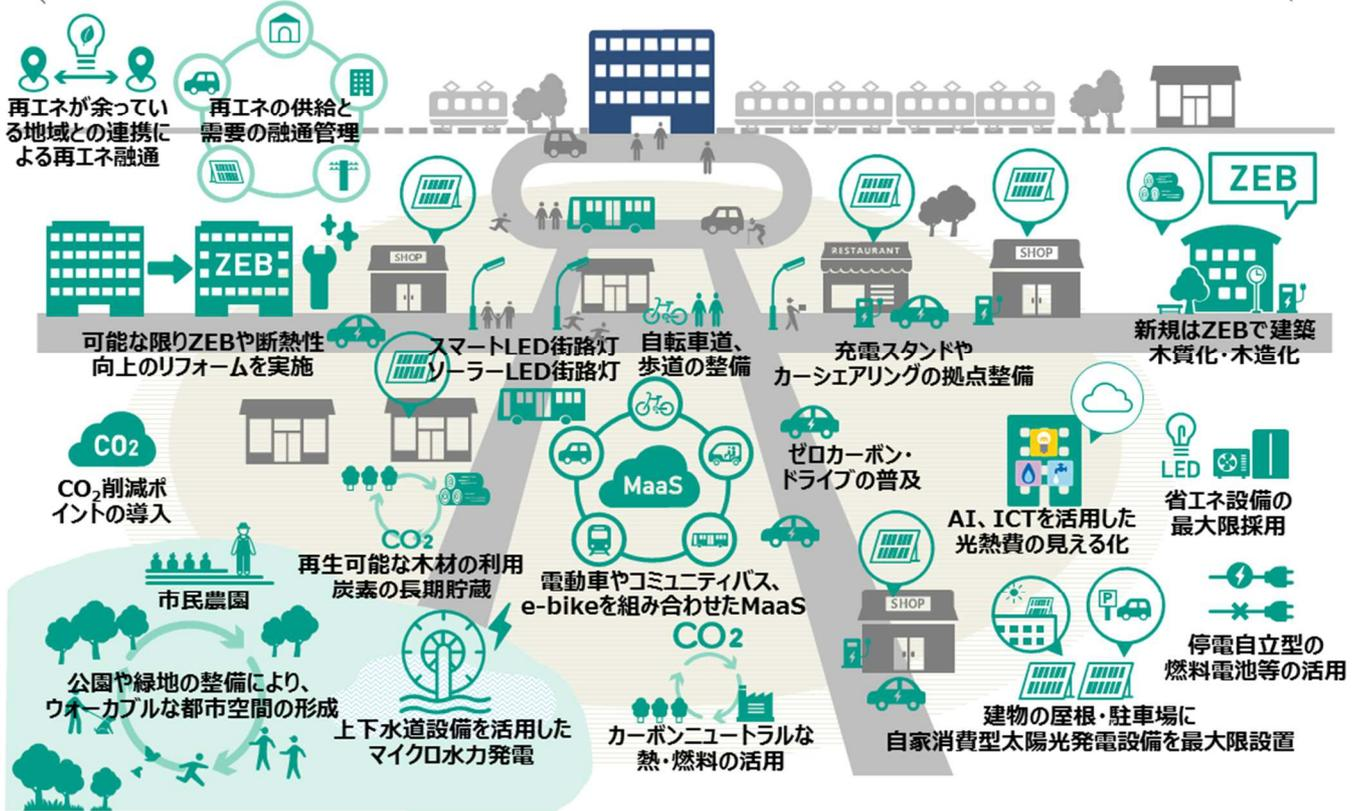 再エネが余ってい
る地域との連携に
よる再エネ融通
再エネの供給と
需要の融通管理
ZEB
ZEB
SHOP
RESTAURANT
SHOP
可能な限りZEBや断熱性
向上のリフォームを実施
スマートLED街路灯
ソーラーLED街路灯
自転車道、
歩道の整備
充電スタンドや
カーシェアリングの拠点整備
新規はZEBで建築
木質化・木造化
CO2
CO₂削減ポ
イントの導入
MaaS
ゼロカーボン・
ドライブの普及
AI、ICTを活用した
光熱費の見える化
LED
省エネ設備の
最大限採用
CO2
再生可能な木材の利用
炭素の長期貯蔵
電動車やコミュニティバス、
e-bikeを組み合わせたMaaS
市民農園
公園や緑地の整備により、
ウォーカブルな都市空間の形成
上下水道設備を活用した
マイクロ水力発電
CO2
カーボンニュートラルな
熱・燃料の活用
SHOP
P
停電自立型の
燃料電池等の活用
建物の屋根・駐車場に
自家消費型太陽光発電設備を最大限設置